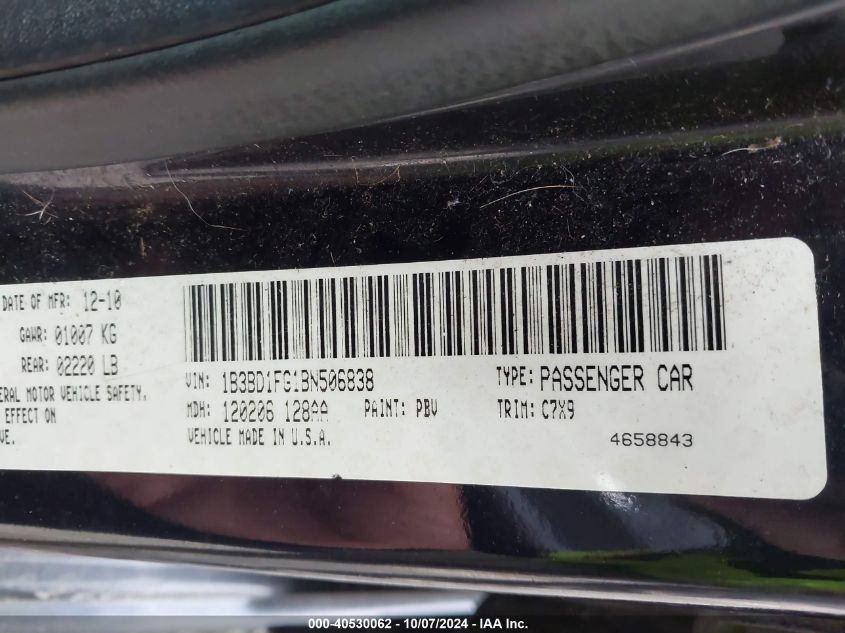 DATE OF MFR: 12-10
GAWR: 01007 KG
REAR: 02220 LB
ERAL MOTOR VEHICLE SAFETY,
EFFECT ON
VE.
VIN: 1B3BD1FG1BN506838 TYPE: PASSENGER CAR
MDH: 120206 128AA PAINT: PBV TRIM: C7X9
VEHICLE MADE IN U.S.A. 4658843
000-40530062 - 10/07/2024 - IAA Inc.